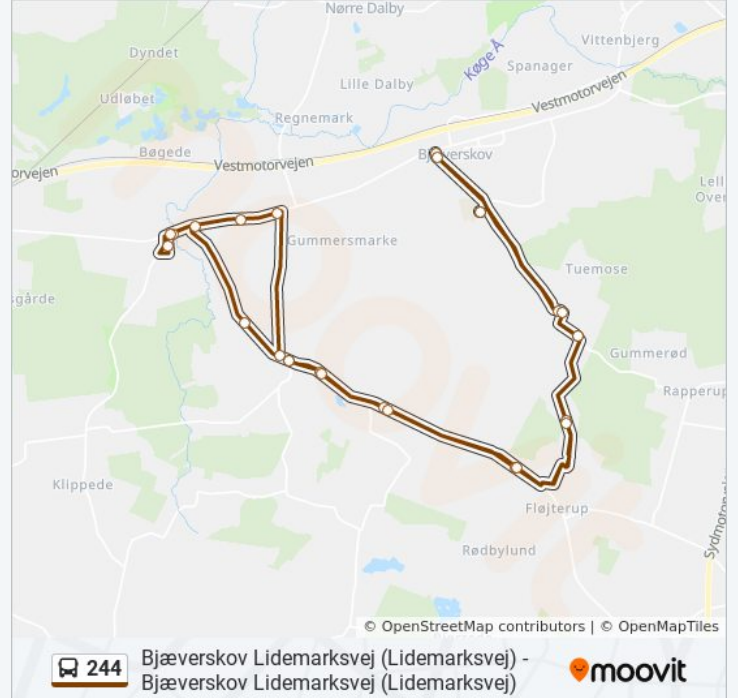 Nørre Dalby
Dyndet
Vittenbjerg
Køge Å
Spanager
Lille Dalby
Udløbet
Vestmotorvejen
Regnemark
Bøgede
Bjæverskov
orvejen
Vestmotorvejen
Lell
Over
Gummersmarke
Tuemose
sgårde
Gummerød
Rapperup
Klippede
Fløjterup
Sydmotorvejen
Rødbylund
© OpenStreetMap contributors | © OpenMapTiles
244
Bjæverskov Lidemarksvej (Lidemarksvej) -
Bjæverskov Lidemarksvej (Lidemarksvej)
moovit